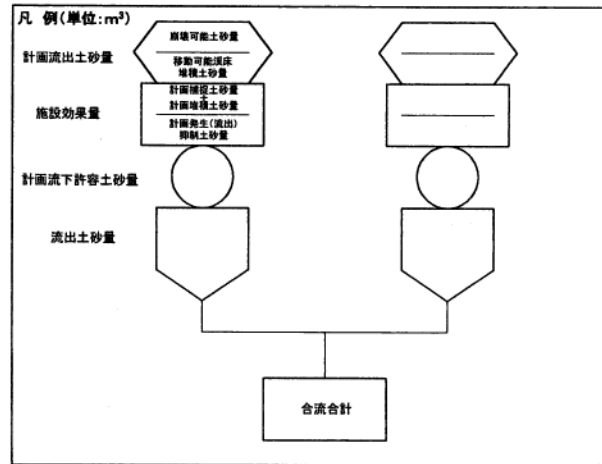 凡 例(単位:m³)
計画流出土砂量
崩壊可能土砂量
移動可能渓床
堆積土砂量
施設効果量
計画捕捉土砂量
+
計画堆積土砂量
計画発生(流出)
抑制土砂量
計画流下許容土砂量
流出土砂量
合流合計